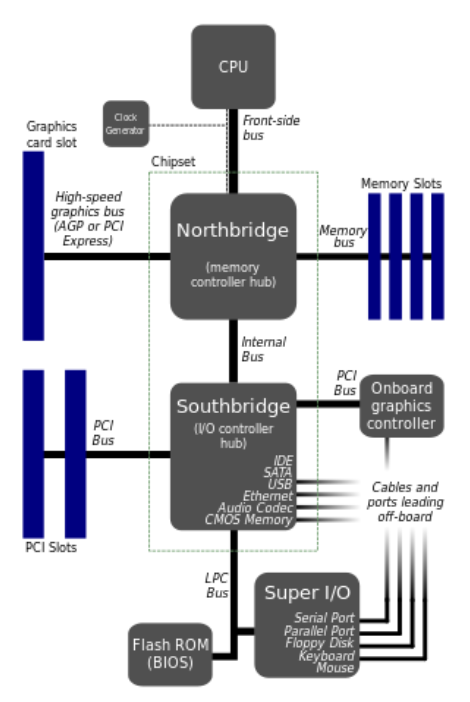 CPU
Clock
Generator
Front-side
bus
Graphics
card slot
Chipset
High-speed
graphics bus
(AGP or PCI
Express)
Northbridge
(memory
controller hub)
Memory
bus
Memory Slots
Internal
Bus
PCI
Bus
Onboard
graphics
controller
Southbridge
(I/O controller
hub)
PCI
Bus
IDE
SATA
USB
Ethernet
Audio Codec
CMOS Memory
Cables and
ports leading
off-board
PCI Slots
LPC
Bus
Super I/O
Serial Port
Parallel Port
Floppy Disk
Keyboard
Mouse
Flash ROM
(BIOS)